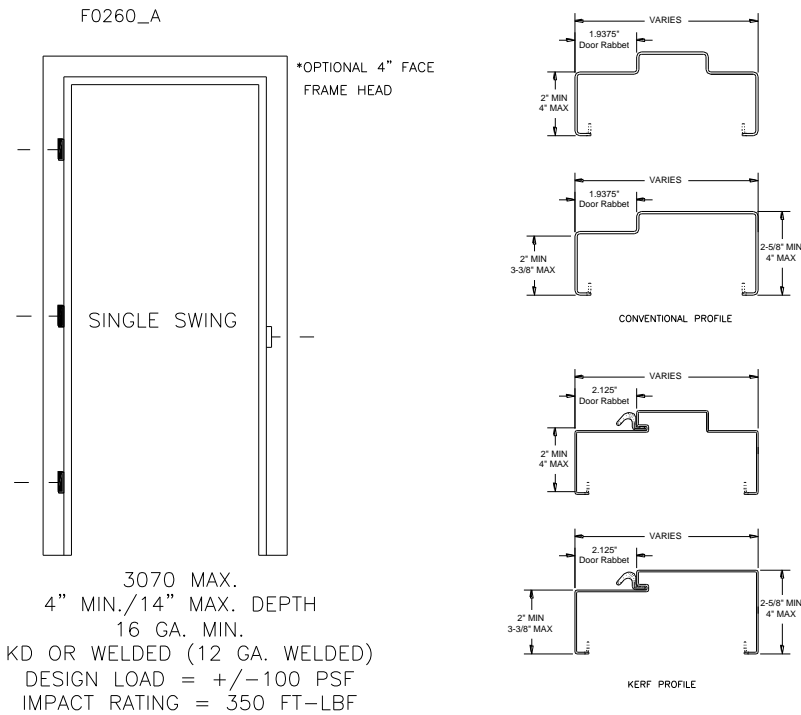 F0260_A
*OPTIONAL 4" FACE
FRAME HEAD
SINGLE SWING
3070 MAX.
4" MIN./14" MAX. DEPTH
16 GA. MIN.
KD OR WELDED (12 GA. WELDED)
DESIGN LOAD = +/-100 PSF
IMPACT RATING = 350 FT-LBF
VARIES
1.9375"
Door Rabbet
2" MIN
4" MAX
VARIES
1.9375"
Door Rabbet
2" MIN
3-3/8" MAX
2-5/8" MIN
4" MAX
CONVENTIONAL PROFILE
VARIES
2.125"
Door Rabbet
2" MIN
4" MAX
VARIES
2.125"
Door Rabbet
2" MIN
3-3/8" MAX
2-5/8" MIN
4" MAX
KERF PROFILE